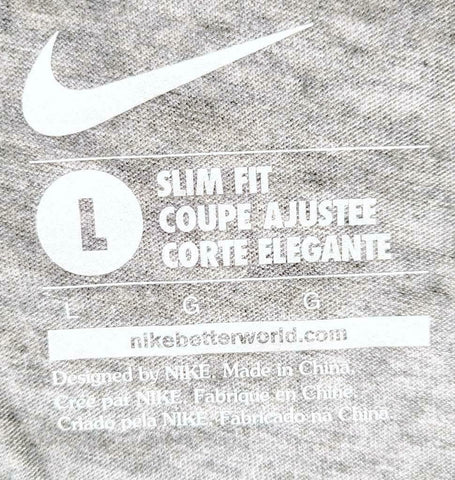 L
SLIM FIT
COUPE AJUSTEE
CORTE ELEGANTE
L G G
nikebetterworld.com
Designed by NIKE. Made in China.
Créé par NIKE. Fabriqué en Chine.
Criado pela NIKE. Fabricado na China.